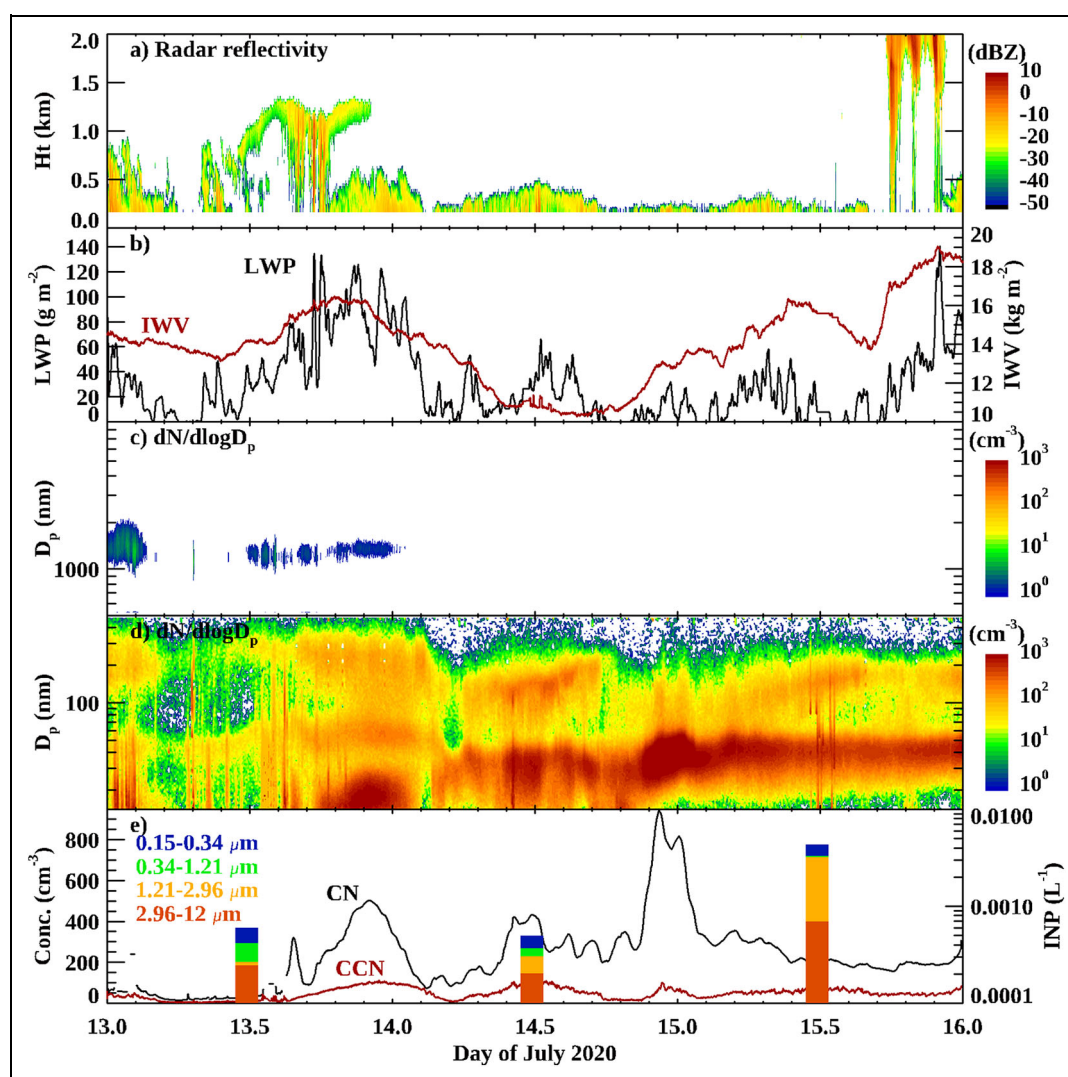 a) Radar reflectivity
(dBZ)
2.0
1.5
1.0
0.5
0.0
Ht (km)
10
0
-10
-20
-30
-40
-50
b)
LWP
IWV
140
120
100
80
60
40
20
0
LWP (g m⁻²)
20
18
16
14
12
10
IWV (kg m⁻²)
c) dN/dlogDₚ
(cm⁻³)
1000
Dₚ (nm)
10³
10²
10¹
10⁰
d) dN/dlogDₚ
(cm⁻³)
100
Dₚ (nm)
10³
10²
10¹
10⁰
e)
0.15-0.34 μm
0.34-1.21 μm
1.21-2.96 μm
2.96-12 μm
CN
CCN
800
600
400
200
0
Conc. (cm⁻³)
0.0100
0.0010
0.0001
INP (L⁻¹)
13.0 13.5 14.0 14.5 15.0 15.5 16.0
Day of July 2020